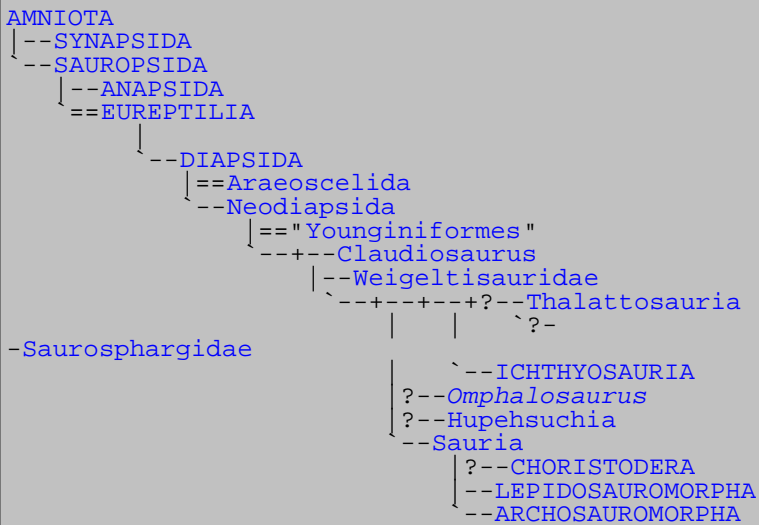 AMNIOTA
|--SYNAPSIDA
`--SAUROPSIDA
   |--ANAPSIDA
   `==EUREPTILIA
         |
         `--DIAPSIDA
            |==Araeoscelida
            `--Neodiapsida
                |=="Younginiformes"
                `--+--Claudiosaurus
                     |--Weigeltisauridae
                     `--+--+--+?--Thalattosauria
                          |    |    `?-
-Saurosphargidae
                          |    `--ICHTHYOSAURIA
                          |?--Omphalosaurus
                          |?--Hupehsuchia
                          `--Sauria
                               |?--CHORISTODERA
                               |--LEPIDOSAUROMORPHA
                               `--ARCHOSAUROMORPHA